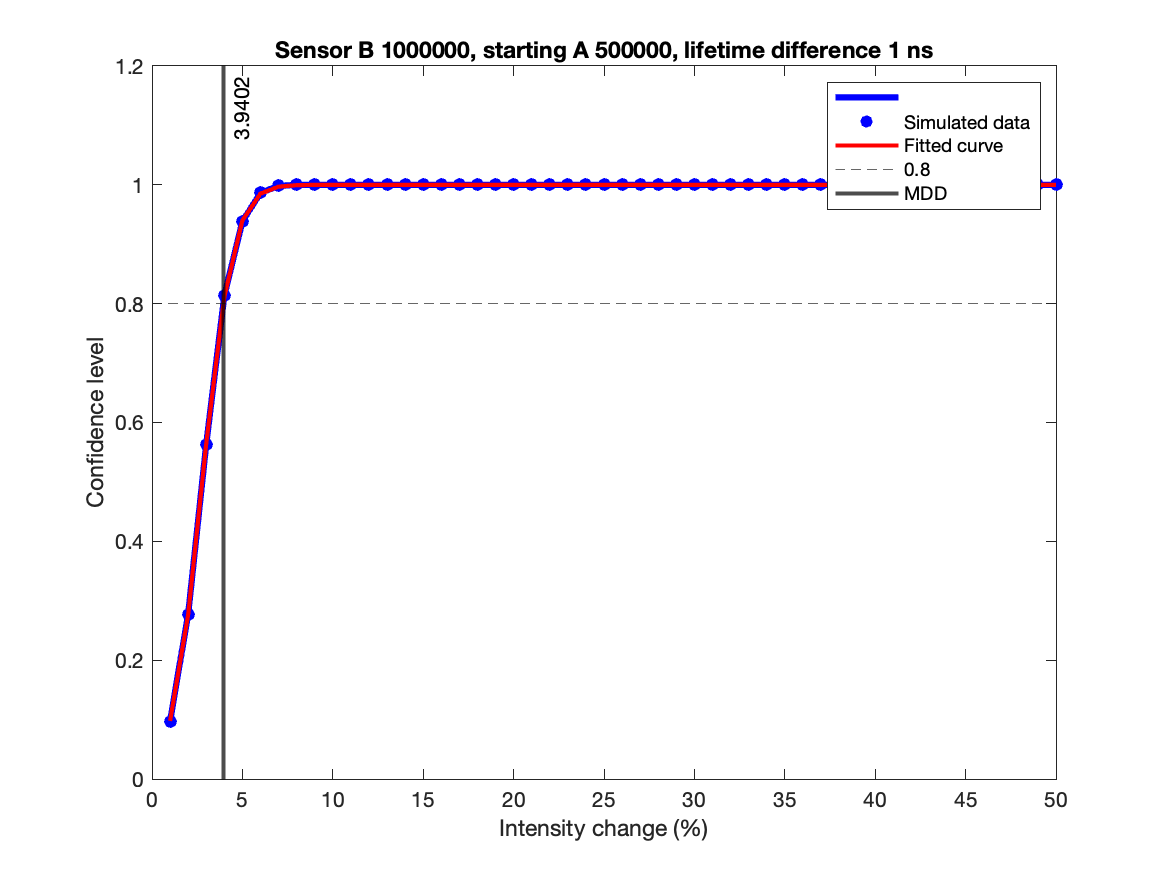 Sensor B 1000000, starting A 500000, lifetime difference 1 ns
1.2
1
0.8
0.6
0.4
0.2
0
Confidence level
3.9402
Simulated data
Fitted curve
0.8
MDD
0 5 10 15 20 25 30 35 40 45 50
Intensity change (%)